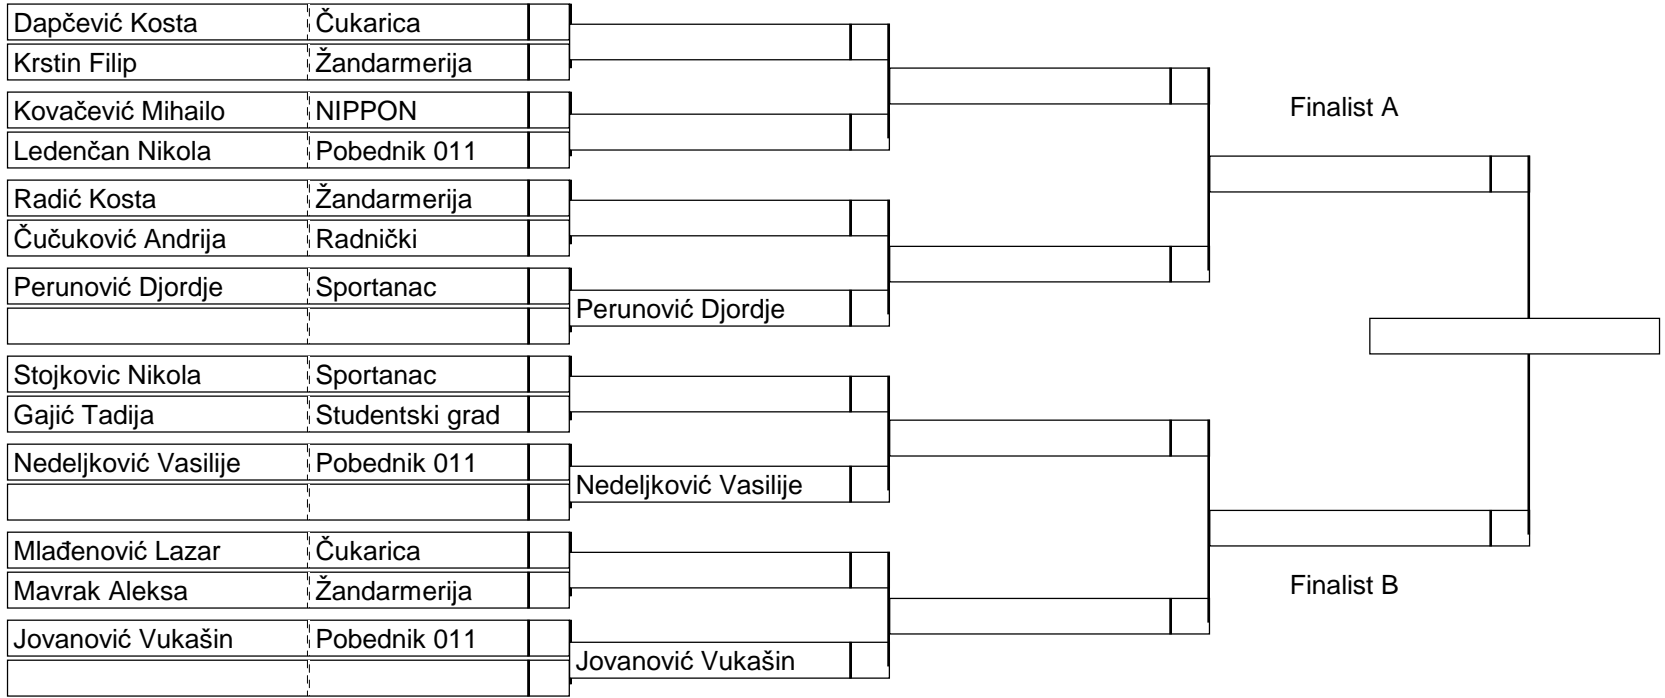 Dapčević Kosta Čukarica
Krstin Filip Žandarmerija
Kovačević Mihailo NIPPON
Finalist A
Ledenčan Nikola Pobednik 011
Radić Kosta Žandarmerija
Čučuković Andrija Radnički
Perunović Djordje Sportanac
Perunović Djordje
Stojkovic Nikola Sportanac
Gajić Tadija Studentski grad
Nedeljković Vasilije Pobednik 011
Nedeljković Vasilije
Mlađenović Lazar Čukarica
Mavrak Aleksa Žandarmerija
Finalist B
Jovanović Vukašin Pobednik 011
Jovanović Vukašin